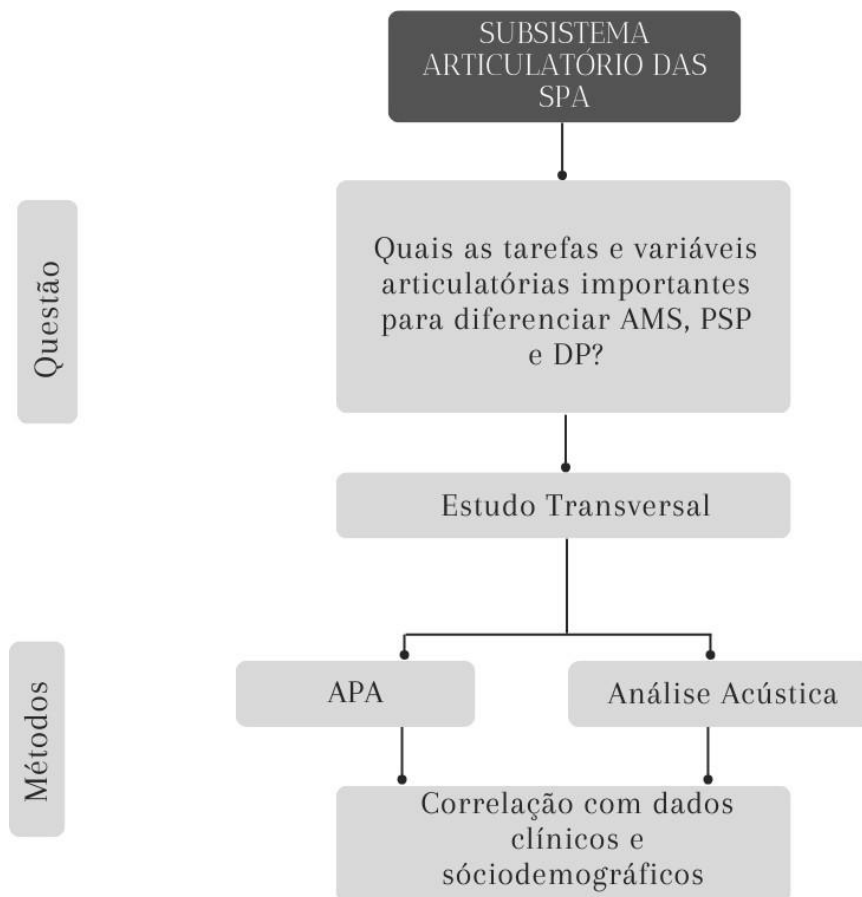 SUBSISTEMA
ARTICULATÓRIO DAS
SPA
Questão
Quais as tarefas e variáveis
articulatórias importantes
para diferenciar AMS, PSP
e DP?
Estudo Transversal
Métodos
APA
Análise Acústica
Correlação com dados
clínicos e
sóciodemográficos